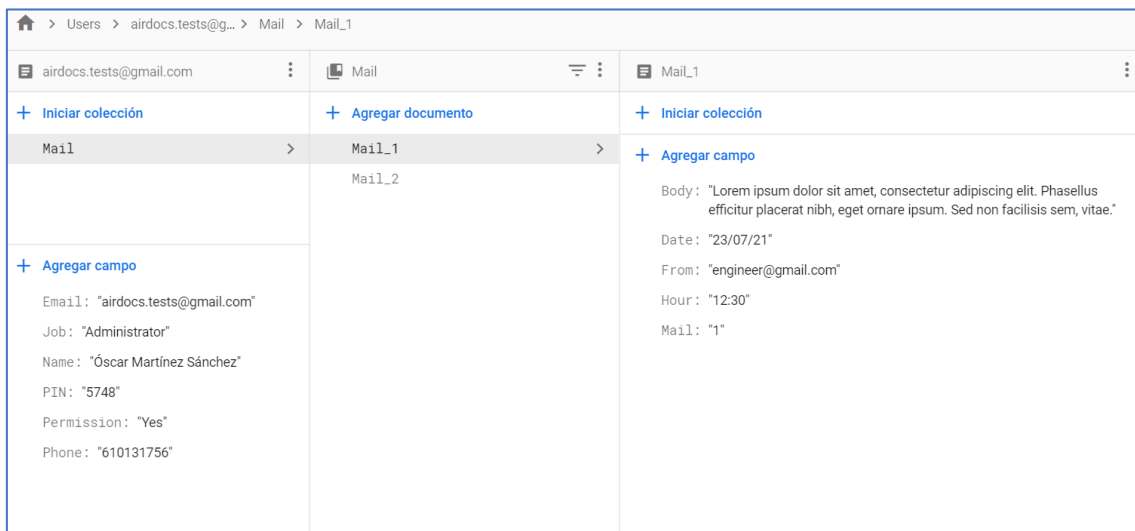 Users > airdocs.tests@g... > Mail > Mail_1
airdocs.tests@gmail.com
Iniciar colección
Mail
Agregar campo
Email: "airdocs.tests@gmail.com"
Job: "Administrator"
Name: "Óscar Martínez Sánchez"
PIN: "5748"
Permission: "Yes"
Phone: "610131756"
Mail
Agregar documento
Mail_1
Mail_2
Mail_1
Iniciar colección
Agregar campo
Body: "Lorem ipsum dolor sit amet, consectetur adipiscing elit. Phasellus
efficitur placerat nibh, eget ornare ipsum. Sed non facilisis sem, vitae."
Date: "23/07/21"
From: "engineer@gmail.com"
Hour: "12:30"
Mail: "1"